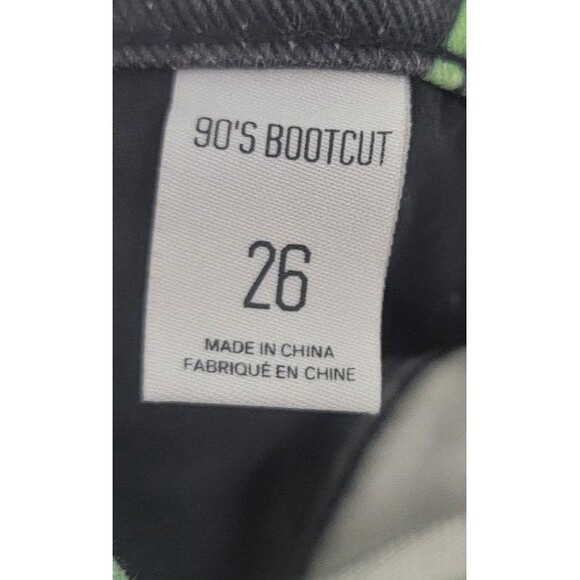 90'S BOOTCUT
26
MADE IN CHINA
FABRIQUÉ EN CHINE